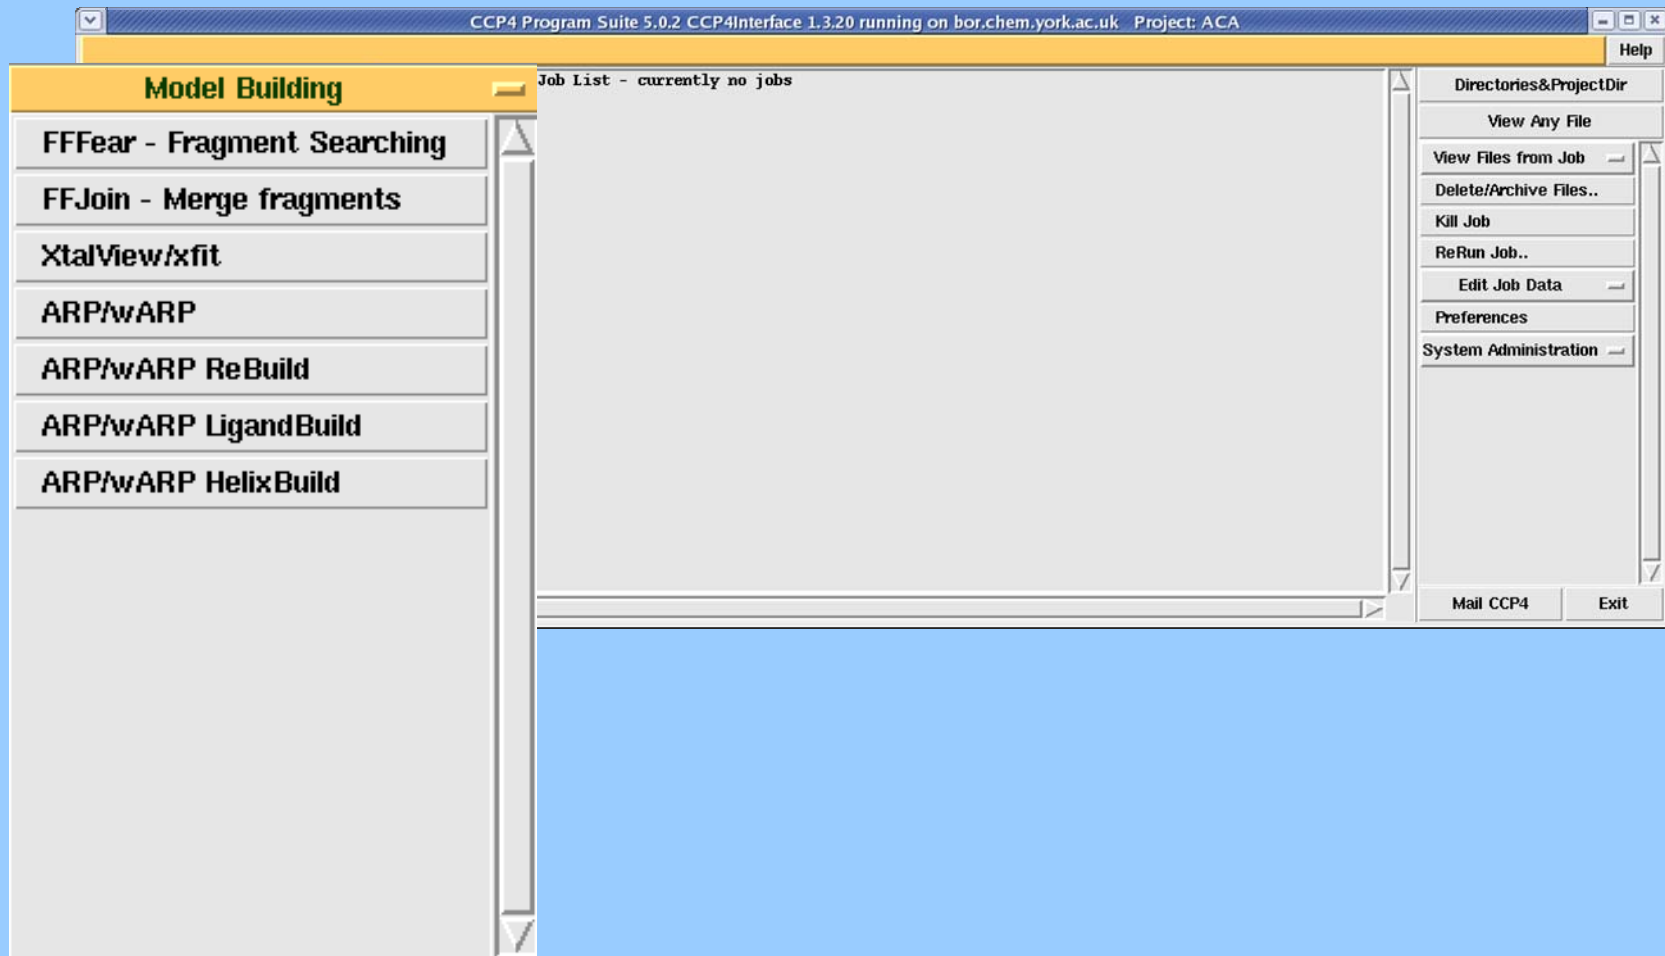 CCP4 Program Suite 5.0.2 CCP4Interface 1.3.20 running on bor.chem.york.ac.uk Project: ACA
Help
Model Building
FFFear - Fragment Searching
FFJoin - Merge fragments
XtalView/xfit
ARP/wARP
ARP/wARP ReBuild
ARP/wARP LigandBuild
ARP/wARP HelixBuild
Job List - currently no jobs
Directories&ProjectDir
View Any File
View Files from Job
Delete/Archive Files..
Kill Job
ReRun Job..
Edit Job Data
Preferences
System Administration
Mail CCP4
Exit